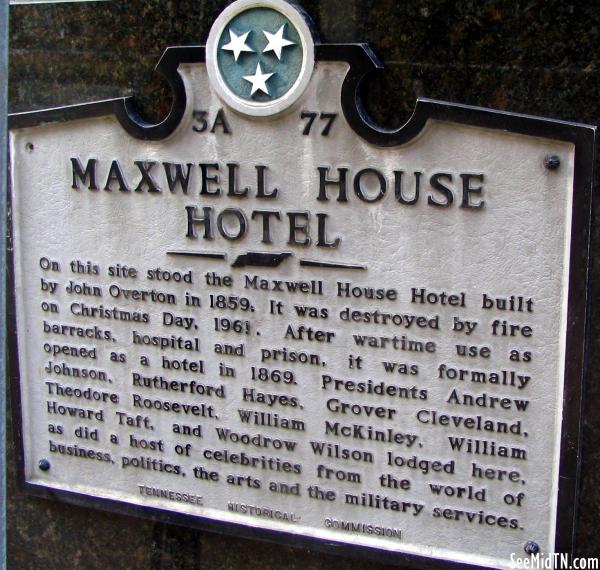 3A 77
MAXWELL HOUSE
HOTEL
On this site stood the Maxwell House Hotel built
by John Overton in 1859. It was destroyed by fire
on Christmas Day, 1961. After wartime use as
barracks, hospital and prison, it was formally
opened as a hotel in 1869. Presidents Andrew
Johnson, Rutherford Hayes, Grover Cleveland,
Theodore Roosevelt, William McKinley, William
Howard Taft, and Woodrow Wilson lodged here,
as did a host of celebrities from the world of
business, politics, the arts and the military services.
TENNESSEE HISTORICAL COMMISSION
SeeMidTN.com